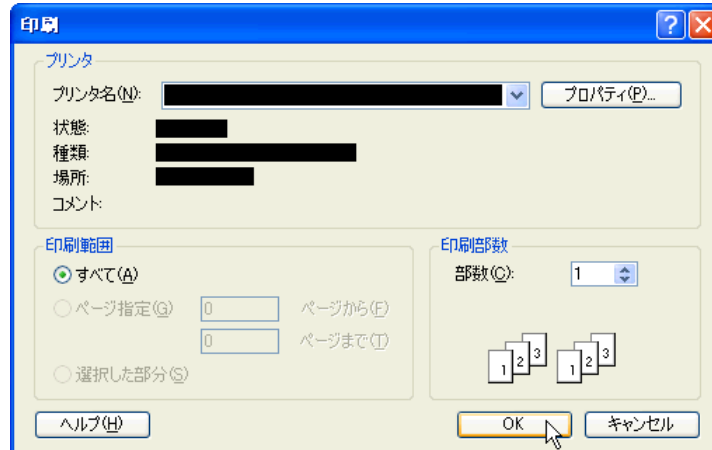 印刷
プリンタ
プリンタ名(N): プロパティ(P)...
状態:
種類:
場所:
コメント:
印刷範囲
すべて(A)
ページ指定(G) 0 ページから(F)
0 ページまで(T)
選択した部分(S)
印刷部数
部数(C): 1
1 2 3 1 2 3
ヘルプ(H) OK キャンセル